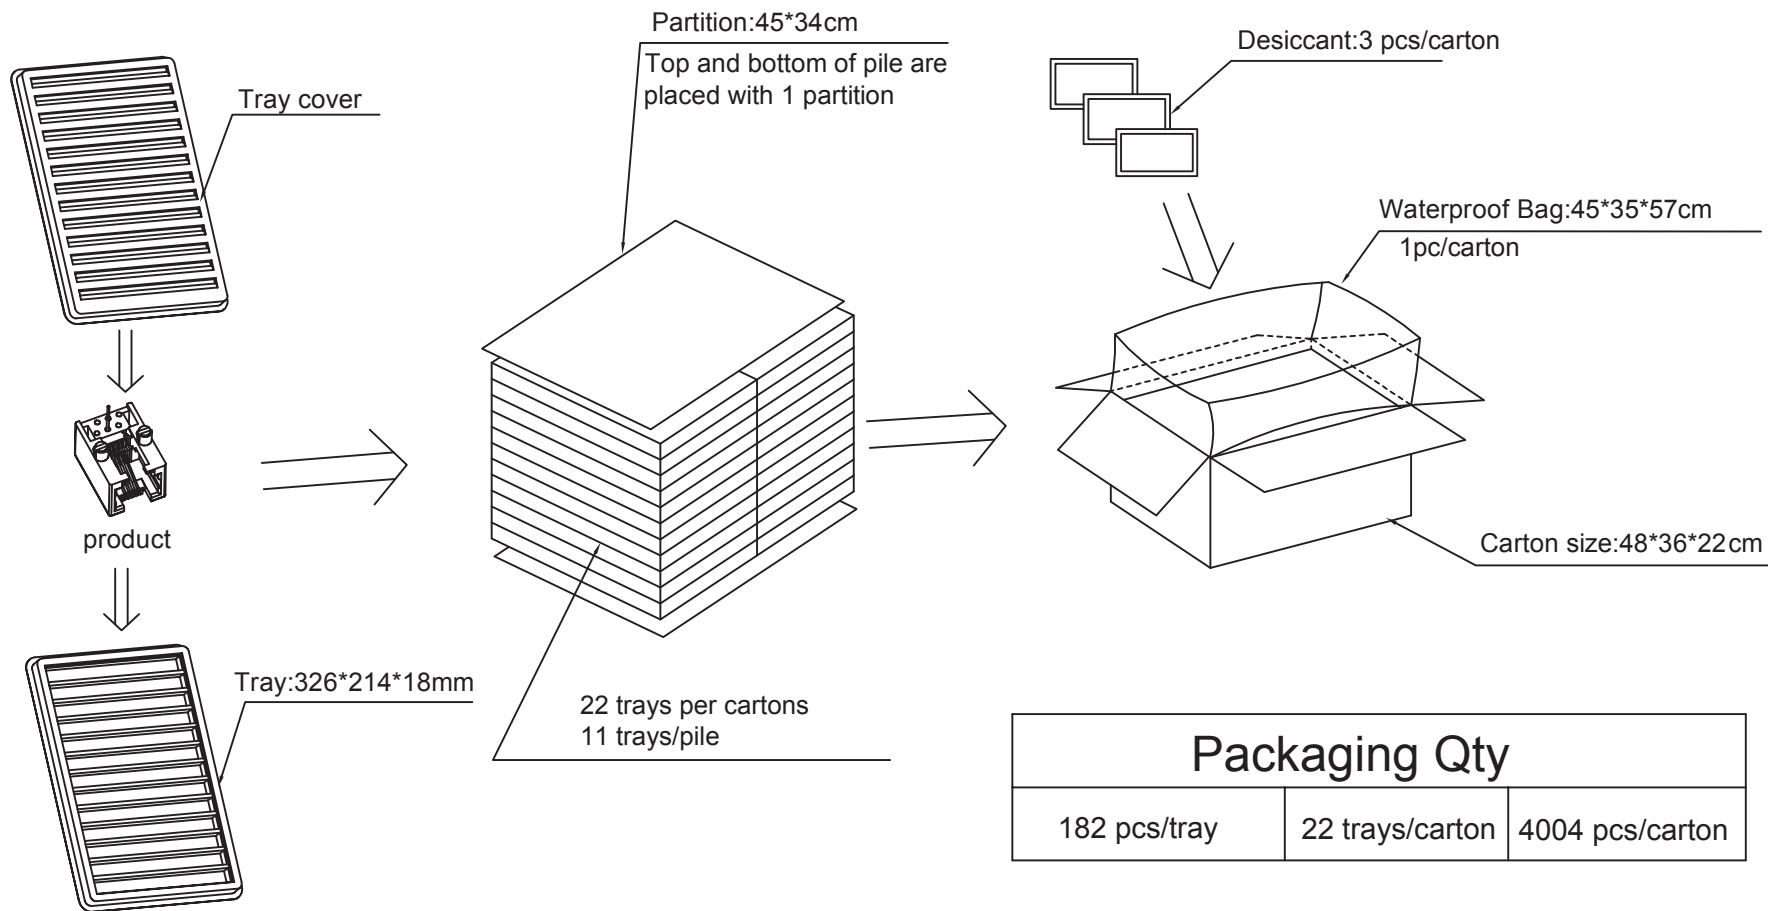 Partition:45*34cm
Top and bottom of pile are
placed with 1 partition
Desiccant:3 pcs/carton
Tray cover
Waterproof Bag:45*35*57cm
1pc/carton
product
Carton size:48*36*22cm
Tray:326*214*18mm
22 trays per cartons
11 trays/pile
Packaging Qty
182 pcs/tray
22 trays/carton
4004 pcs/carton